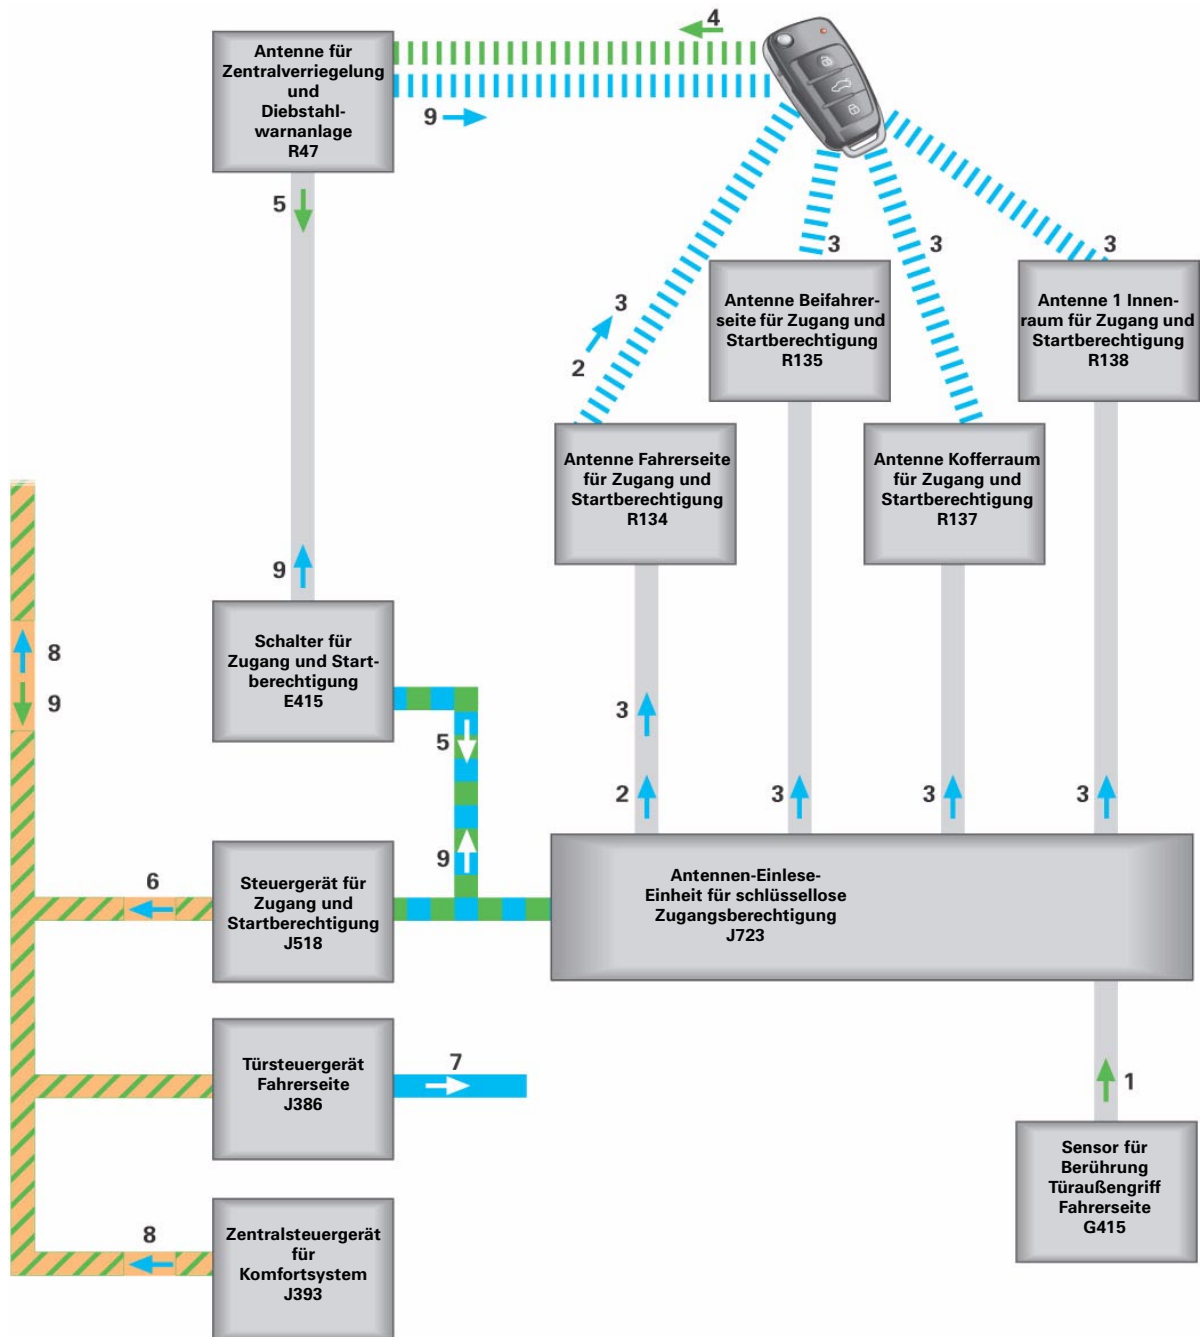 4
Antenne für
Zentralverriegelung
und
Diebstahl-
warnanlage
R47
9
5
3
3
3
Antenne Beifahrer-
seite für Zugang und
Startberechtigung
R135
Antenne 1 Innen-
raum für Zugang und
Startberechtigung
R138
3
2
Antenne Fahrerseite
für Zugang und
Startberechtigung
R134
Antenne Kofferraum
für Zugang und
Startberechtigung
R137
9
Schalter für
Zugang und Start-
berechtigung
E415
8
9
5
3
2
3
3
3
9
Antennen-Einlese-
Einheit für schlüssellose
Zugangsberechtigung
J723
6
Steuergerät für
Zugang und
Startberechtigung
J518
Türsteuergerät
Fahrerseite
J386
7
1
Sensor für
Berührung
Türaußengriff
Fahrerseite
G415
8
Zentralsteuergerät
für
Komfortsystem
J393